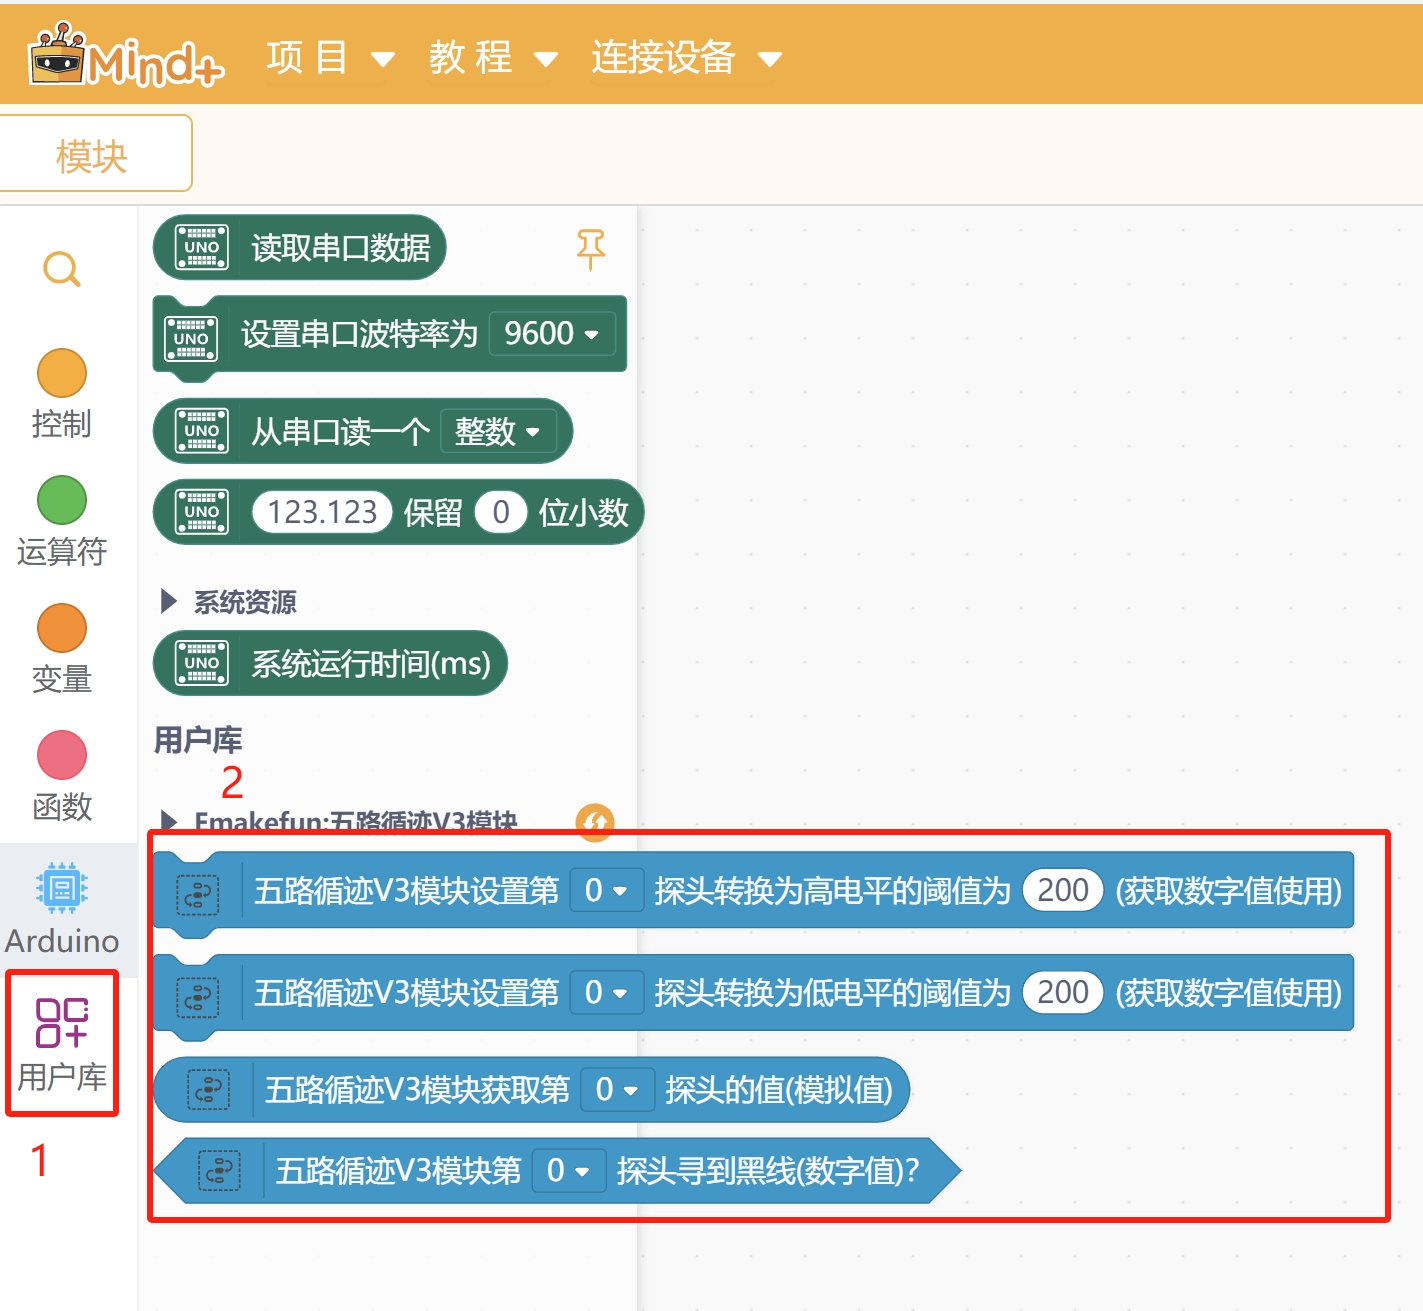 Mind+ 项目 教程 连接设备
模块
UNO 读取串口数据
UNO 设置串口波特率为 9600
控制
UNO 从串口读一个 整数
UNO 123.123 保留 0 位小数
运算符
系统资源
UNO 系统运行时间(ms)
变量
用户库
2
函数
Emakefun:五路循迹V3模块
五路循迹V3模块设置第 0 探头转换为高电平的阈值为 200 (获取数字值使用)
Arduino
五路循迹V3模块设置第 0 探头转换为低电平的阈值为 200 (获取数字值使用)
用户库
五路循迹V3模块获取第 0 探头的值(模拟值)
1
五路循迹V3模块第 0 探头寻到黑线(数字值)?